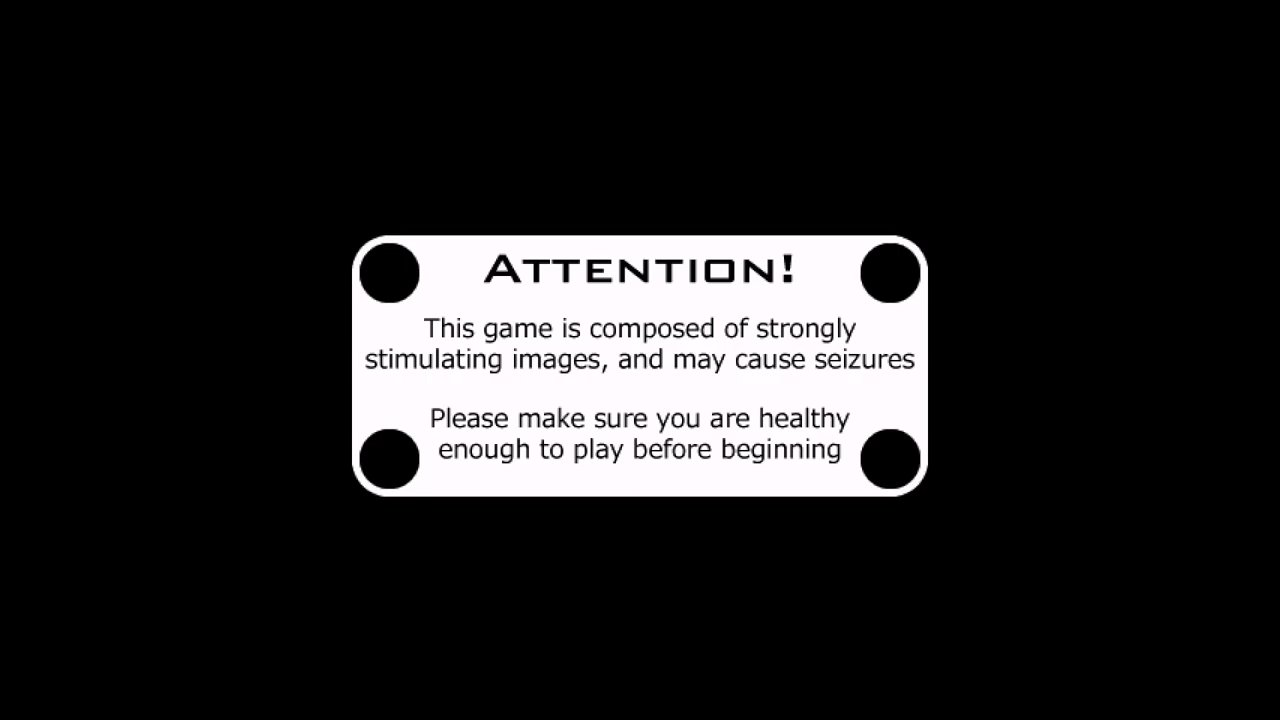 ATTENTION!
This game is composed of strongly
stimulating images, and may cause seizures
Please make sure you are healthy
enough to play before beginning